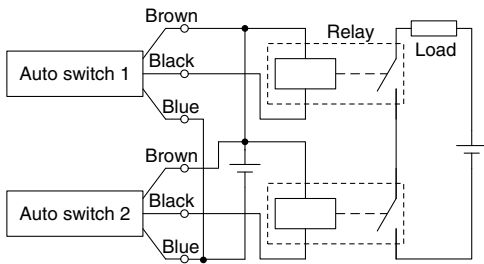 Brown
Relay
Load
Auto switch 1
Black
Blue
Brown
Auto switch 2
Black
Blue